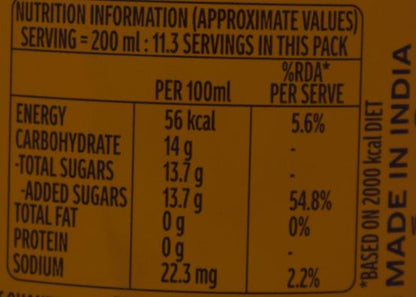 NUTRITION INFORMATION (APPROXIMATE VALUES)
SERVING = 200 ml : 11.3 SERVINGS IN THIS PACK
PER 100ml %RDA* PER SERVE
ENERGY 56 kcal 5.6%
CARBOHYDRATE 14 g -
-TOTAL SUGARS 13.7 g -
-ADDED SUGARS 13.7 g 54.8%
TOTAL FAT 0 g 0%
PROTEIN 0 g -
SODIUM 22.3 mg 2.2%
*BASED ON 2000 kcal DIET
MADE IN INDIA